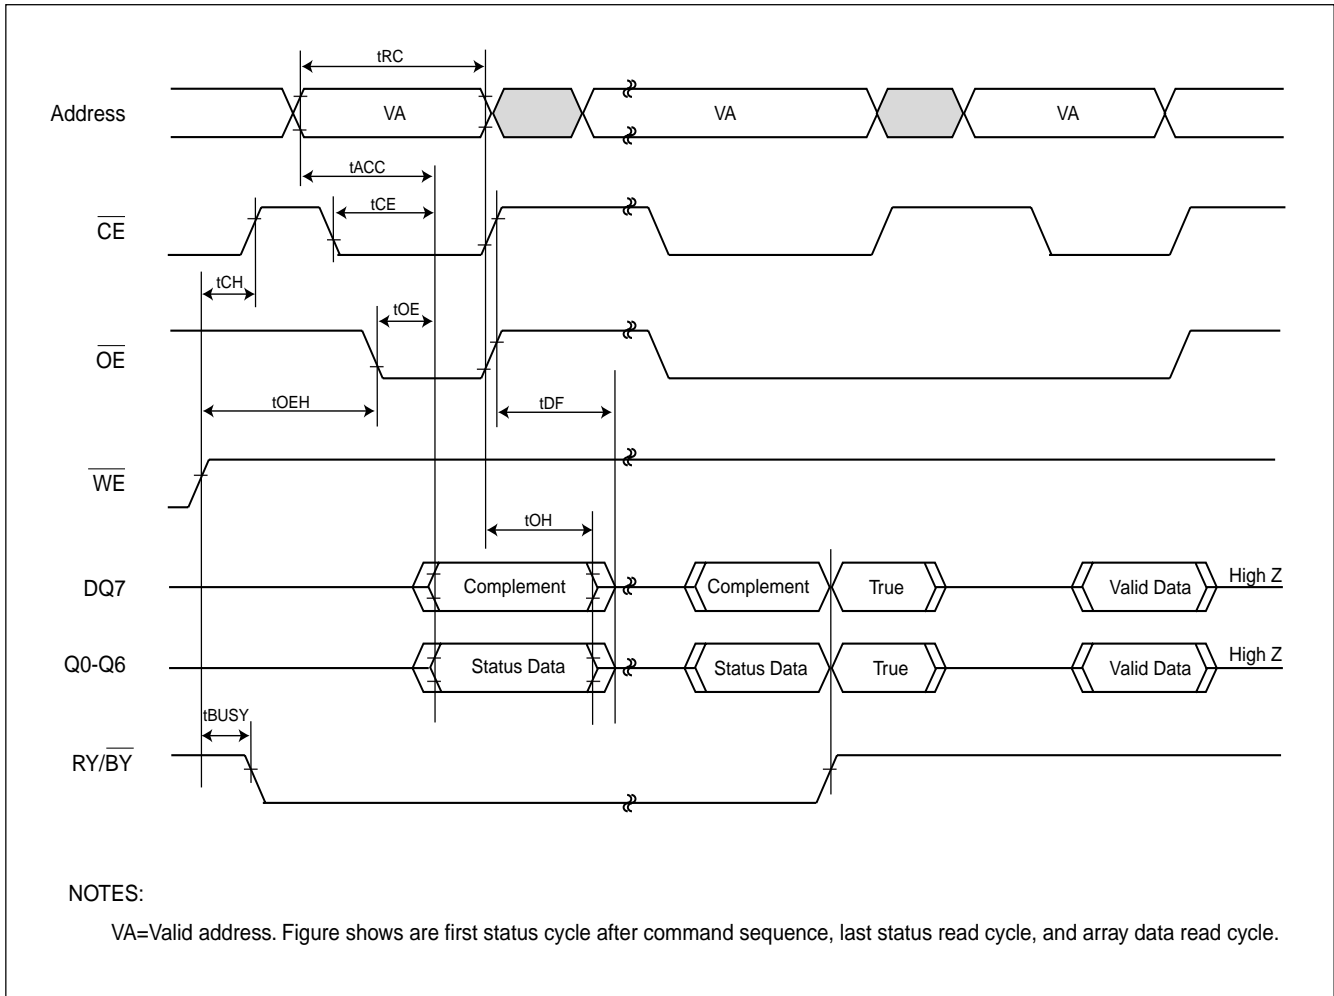 tRC
Address VA VA VA
tACC
tCE
CE
tCH
tOE
OE
tOEH tDF
WE
tOH
DQ7 Complement Complement True Valid Data High Z
Q0-Q6 Status Data Status Data True Valid Data High Z
tBUSY
RY/BY
NOTES:
VA=Valid address. Figure shows are first status cycle after command sequence, last status read cycle, and array data read cycle.